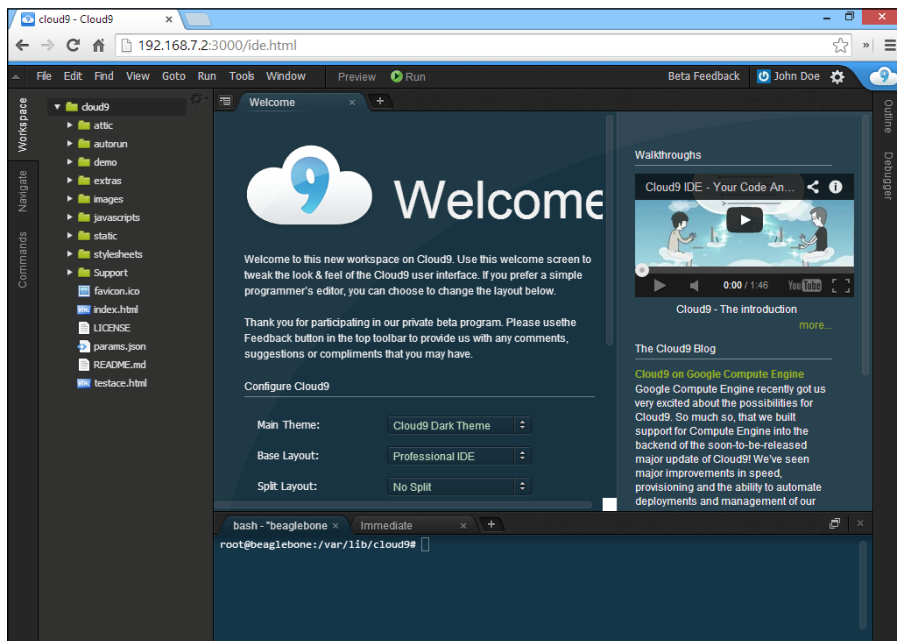 cloud9 - Cloud9
192.168.7.2:3000/ide.html
File Edit Find View Goto Run Tools Window Preview Run Beta Feedback John Doe
Workspace
Navigate
Commands
cloud9
attic
autorun
demo
extras
images
javascripts
static
stylesheets
Support
favicon.ico
index.html
LICENSE
params.json
README.md
testace.html
Welcome
9
Welcome
Welcome to this new workspace on Cloud9. Use this welcome screen to
tweak the look & feel of the Cloud9 user interface. If you prefer a simple
programmer's editor, you can choose to change the layout below.
Thank you for participating in our private beta program. Please usethe
Feedback button in the top toolbar to provide us with any comments,
suggestions or compliments that you may have.
Configure Cloud9
Main Theme: Cloud9 Dark Theme
Base Layout: Professional IDE
Split Layout: No Split
Walkthroughs
Cloud9 IDE - Your Code An...
0:00 / 1:46 YouTube
Cloud9 - The introduction
more...
The Cloud9 Blog
Cloud9 on Google Compute Engine
Google Compute Engine recently got us
very excited about the possibilities for
Cloud9. So much so, that we built
support for Compute Engine into the
backend of the soon-to-be-released
major update of Cloud9! We've seen
major improvements in speed,
provisioning and the ability to automate
deployments and management of our
Outline
Debugger
bash - "beaglebone Immediate
root@beaglebone:/var/lib/cloud9#